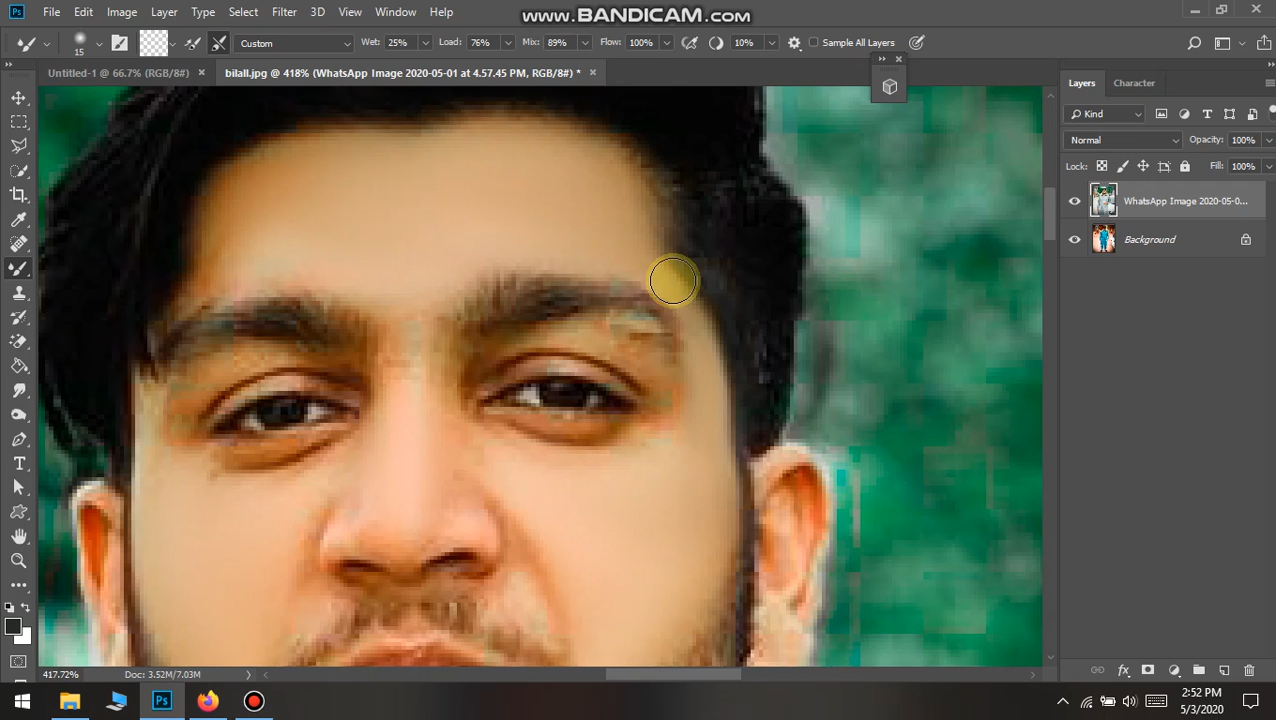 www.BANDICAM.com
Ps File Edit Image Layer Type Select Filter 3D View Window Help
15 Custom Wet: 25% Load: 76% Mix: 89% Flow: 100% 10% Sample All Layers
Untitled-1 @ 66.7% (RGB/8#) × bilall.jpg @ 418% (WhatsApp Image 2020-05-01 at 4.57.45 PM, RGB/8#) * ×
Layers Character
Kind
Normal Opacity: 100%
Lock: Fill: 100%
WhatsApp Image 2020-05-0...
Background
417.72% Doc: 3.52M/7.03M
Ps
2:52 PM
5/3/2020